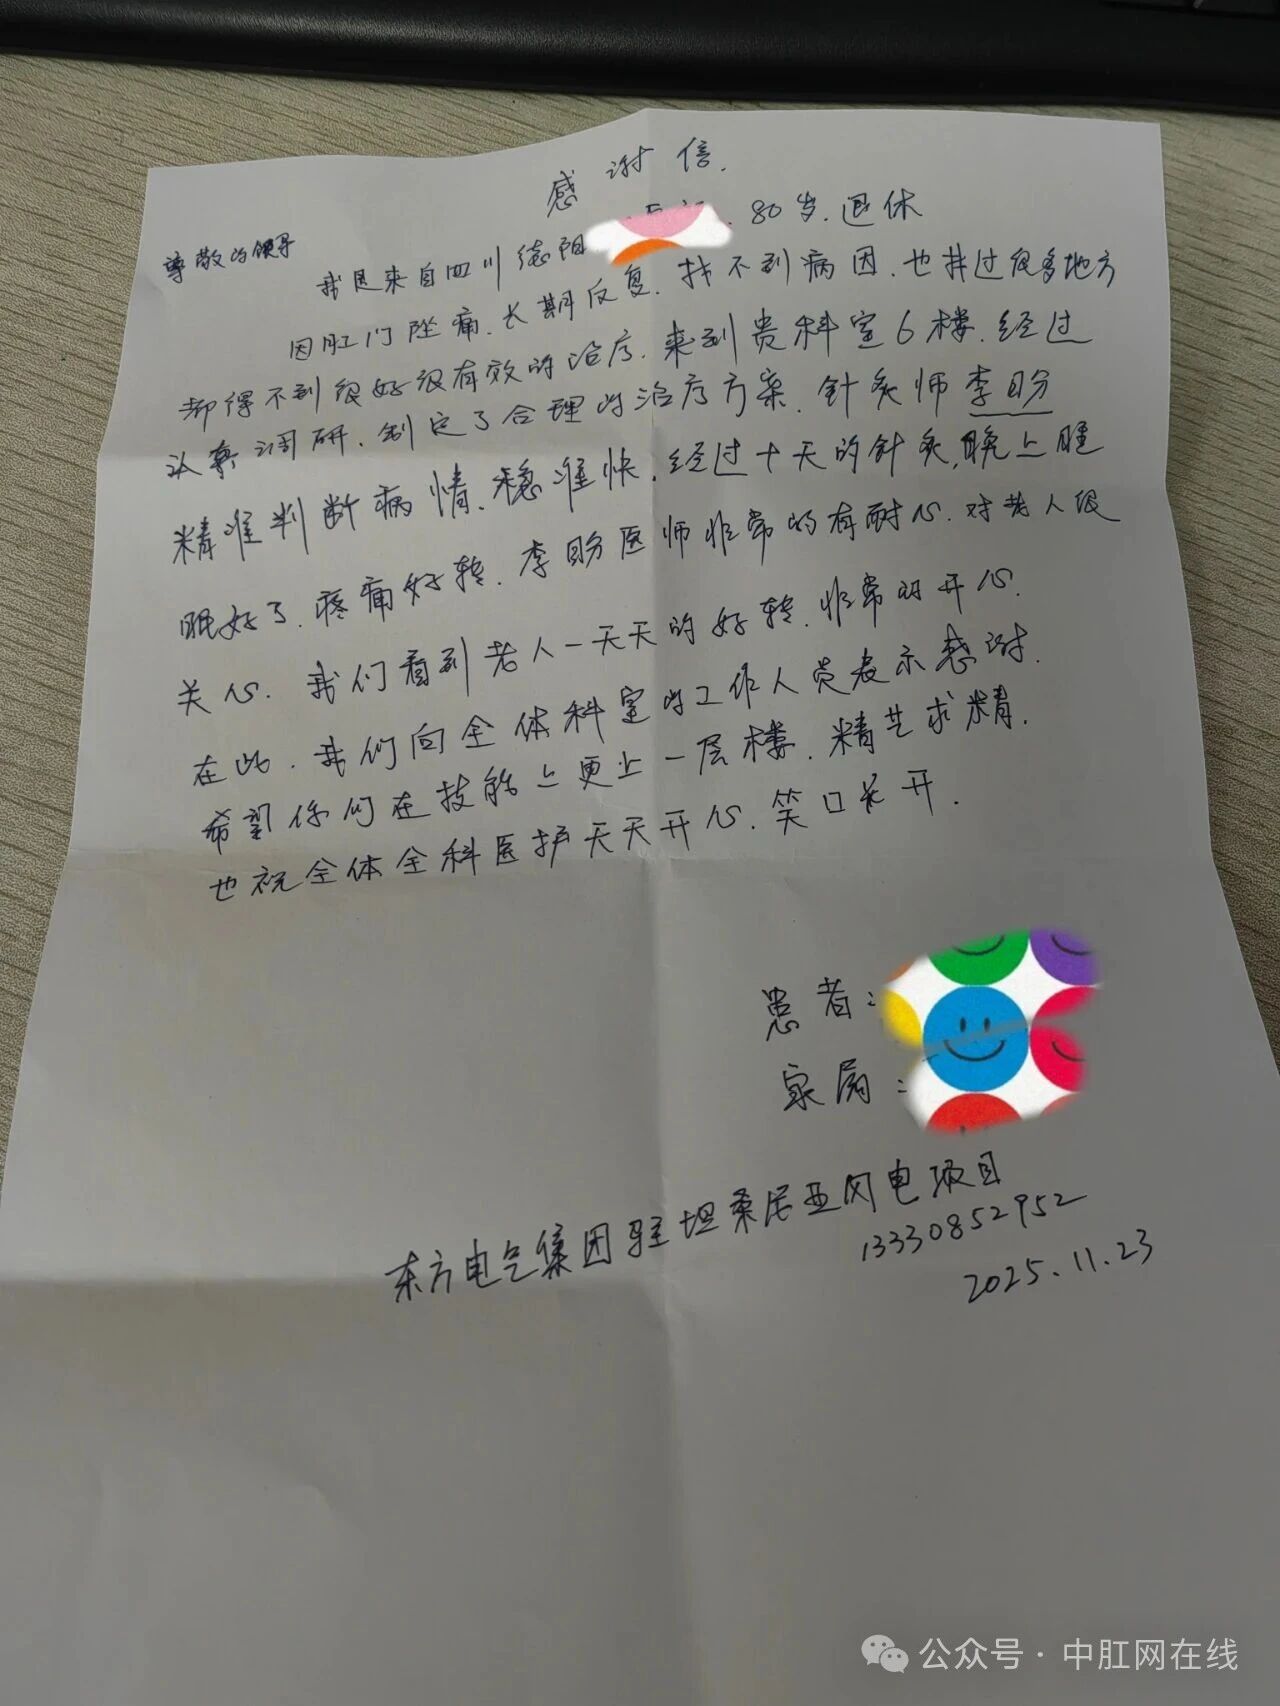 感谢信.
尊敬的领导
我是来自四川德阳 . 80岁.退休
因肛门坠痛.长期反复.找不到病因.也找过很多地方
都得不到很好很有效的治疗.来到贵科室6楼.经过
认真调研.制定了合理的治疗方案.针灸师李盼
精准判断病情.稳准快.经过十天的针灸,晚上睡
眠好了.疼痛好转.李盼医师非常的有耐心.对老人很
关心.我们看到老人一天天的好转.非常的开心.
在此.我们向全体科室的工作人员表示感谢.
希望你们在技能上更上一层楼.精艺求精.
也祝全体全科医护天天开心.笑口常开.
患者:
家属:
东方电气集团驻坦桑尼亚风电项目
13330852952
2025.11.23
公众号·中肛网在线